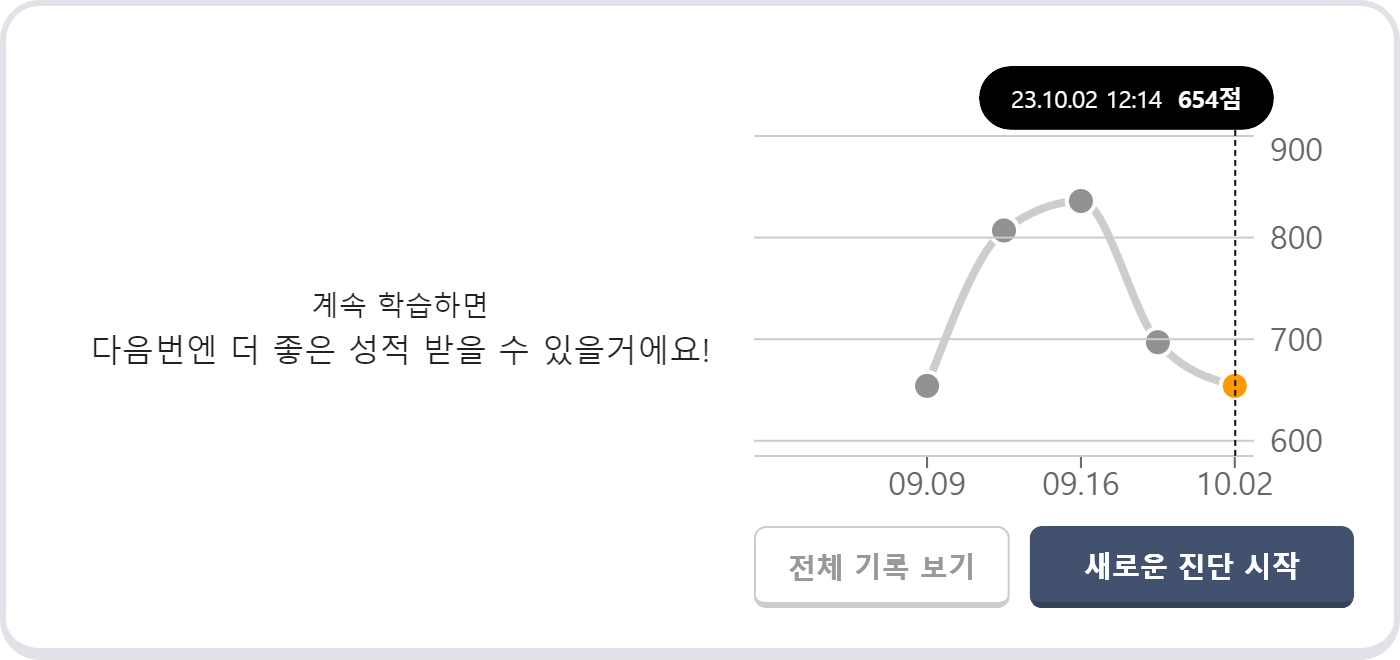 23.10.02 12:14 654점
900
800
계속 학습하면
다음번엔 더 좋은 성적 받을 수 있을거에요!
700
600
09.09 09.16 10.02
전체 기록 보기 새로운 진단 시작